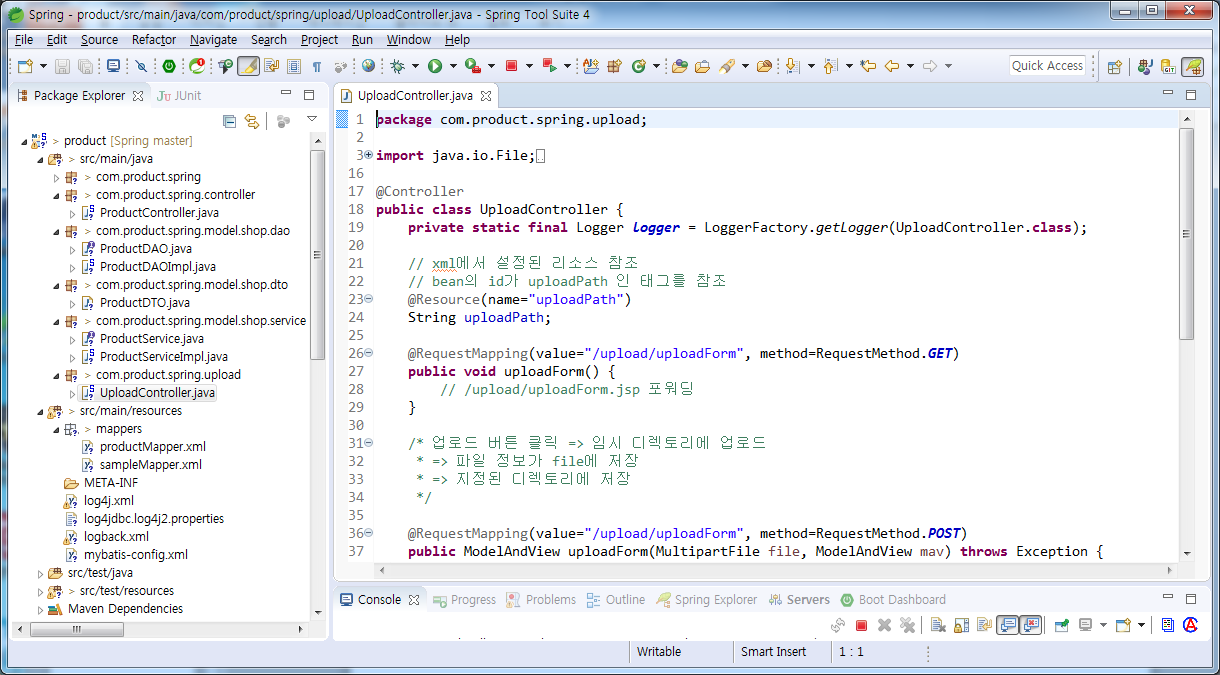 Spring - product/src/main/java/com/product/spring/upload/UploadController.java - Spring Tool Suite 4
File Edit Source Refactor Navigate Search Project Run Window Help
Quick Access
Package Explorer JUnit
product [Spring master]
src/main/java
com.product.spring
com.product.spring.controller
ProductController.java
com.product.spring.model.shop.dao
ProductDAO.java
ProductDAOImpl.java
com.product.spring.model.shop.dto
ProductDTO.java
com.product.spring.model.shop.service
ProductService.java
ProductServiceImpl.java
com.product.spring.upload
UploadController.java
src/main/resources
mappers
productMapper.xml
sampleMapper.xml
META-INF
log4j.xml
log4jdbc.log4j2.properties
logback.xml
mybatis-config.xml
src/test/java
src/test/resources
Maven Dependencies
UploadController.java
1 package com.product.spring.upload;
2
3 import java.io.File;
16
17 @Controller
18 public class UploadController {
19 private static final Logger logger = LoggerFactory.getLogger(UploadController.class);
20
21 // xml에서 설정된 리소스 참조
22 // bean의 id가 uploadPath 인 태그를 참조
23 @Resource(name="uploadPath")
24 String uploadPath;
25
26 @RequestMapping(value="/upload/uploadForm", method=RequestMethod.GET)
27 public void uploadForm() {
28 // /upload/uploadForm.jsp 포워딩
29 }
30
31 /* 업로드 버튼 클릭 => 임시 디렉토리에 업로드
32 * => 파일 정보가 file에 저장
33 * => 지정된 디렉토리에 저장
34 */
35
36 @RequestMapping(value="/upload/uploadForm", method=RequestMethod.POST)
37 public ModelAndView uploadForm(MultipartFile file, ModelAndView mav) throws Exception {
Console Progress Problems Outline Spring Explorer Servers Boot Dashboard
Writable Smart Insert 1 : 1